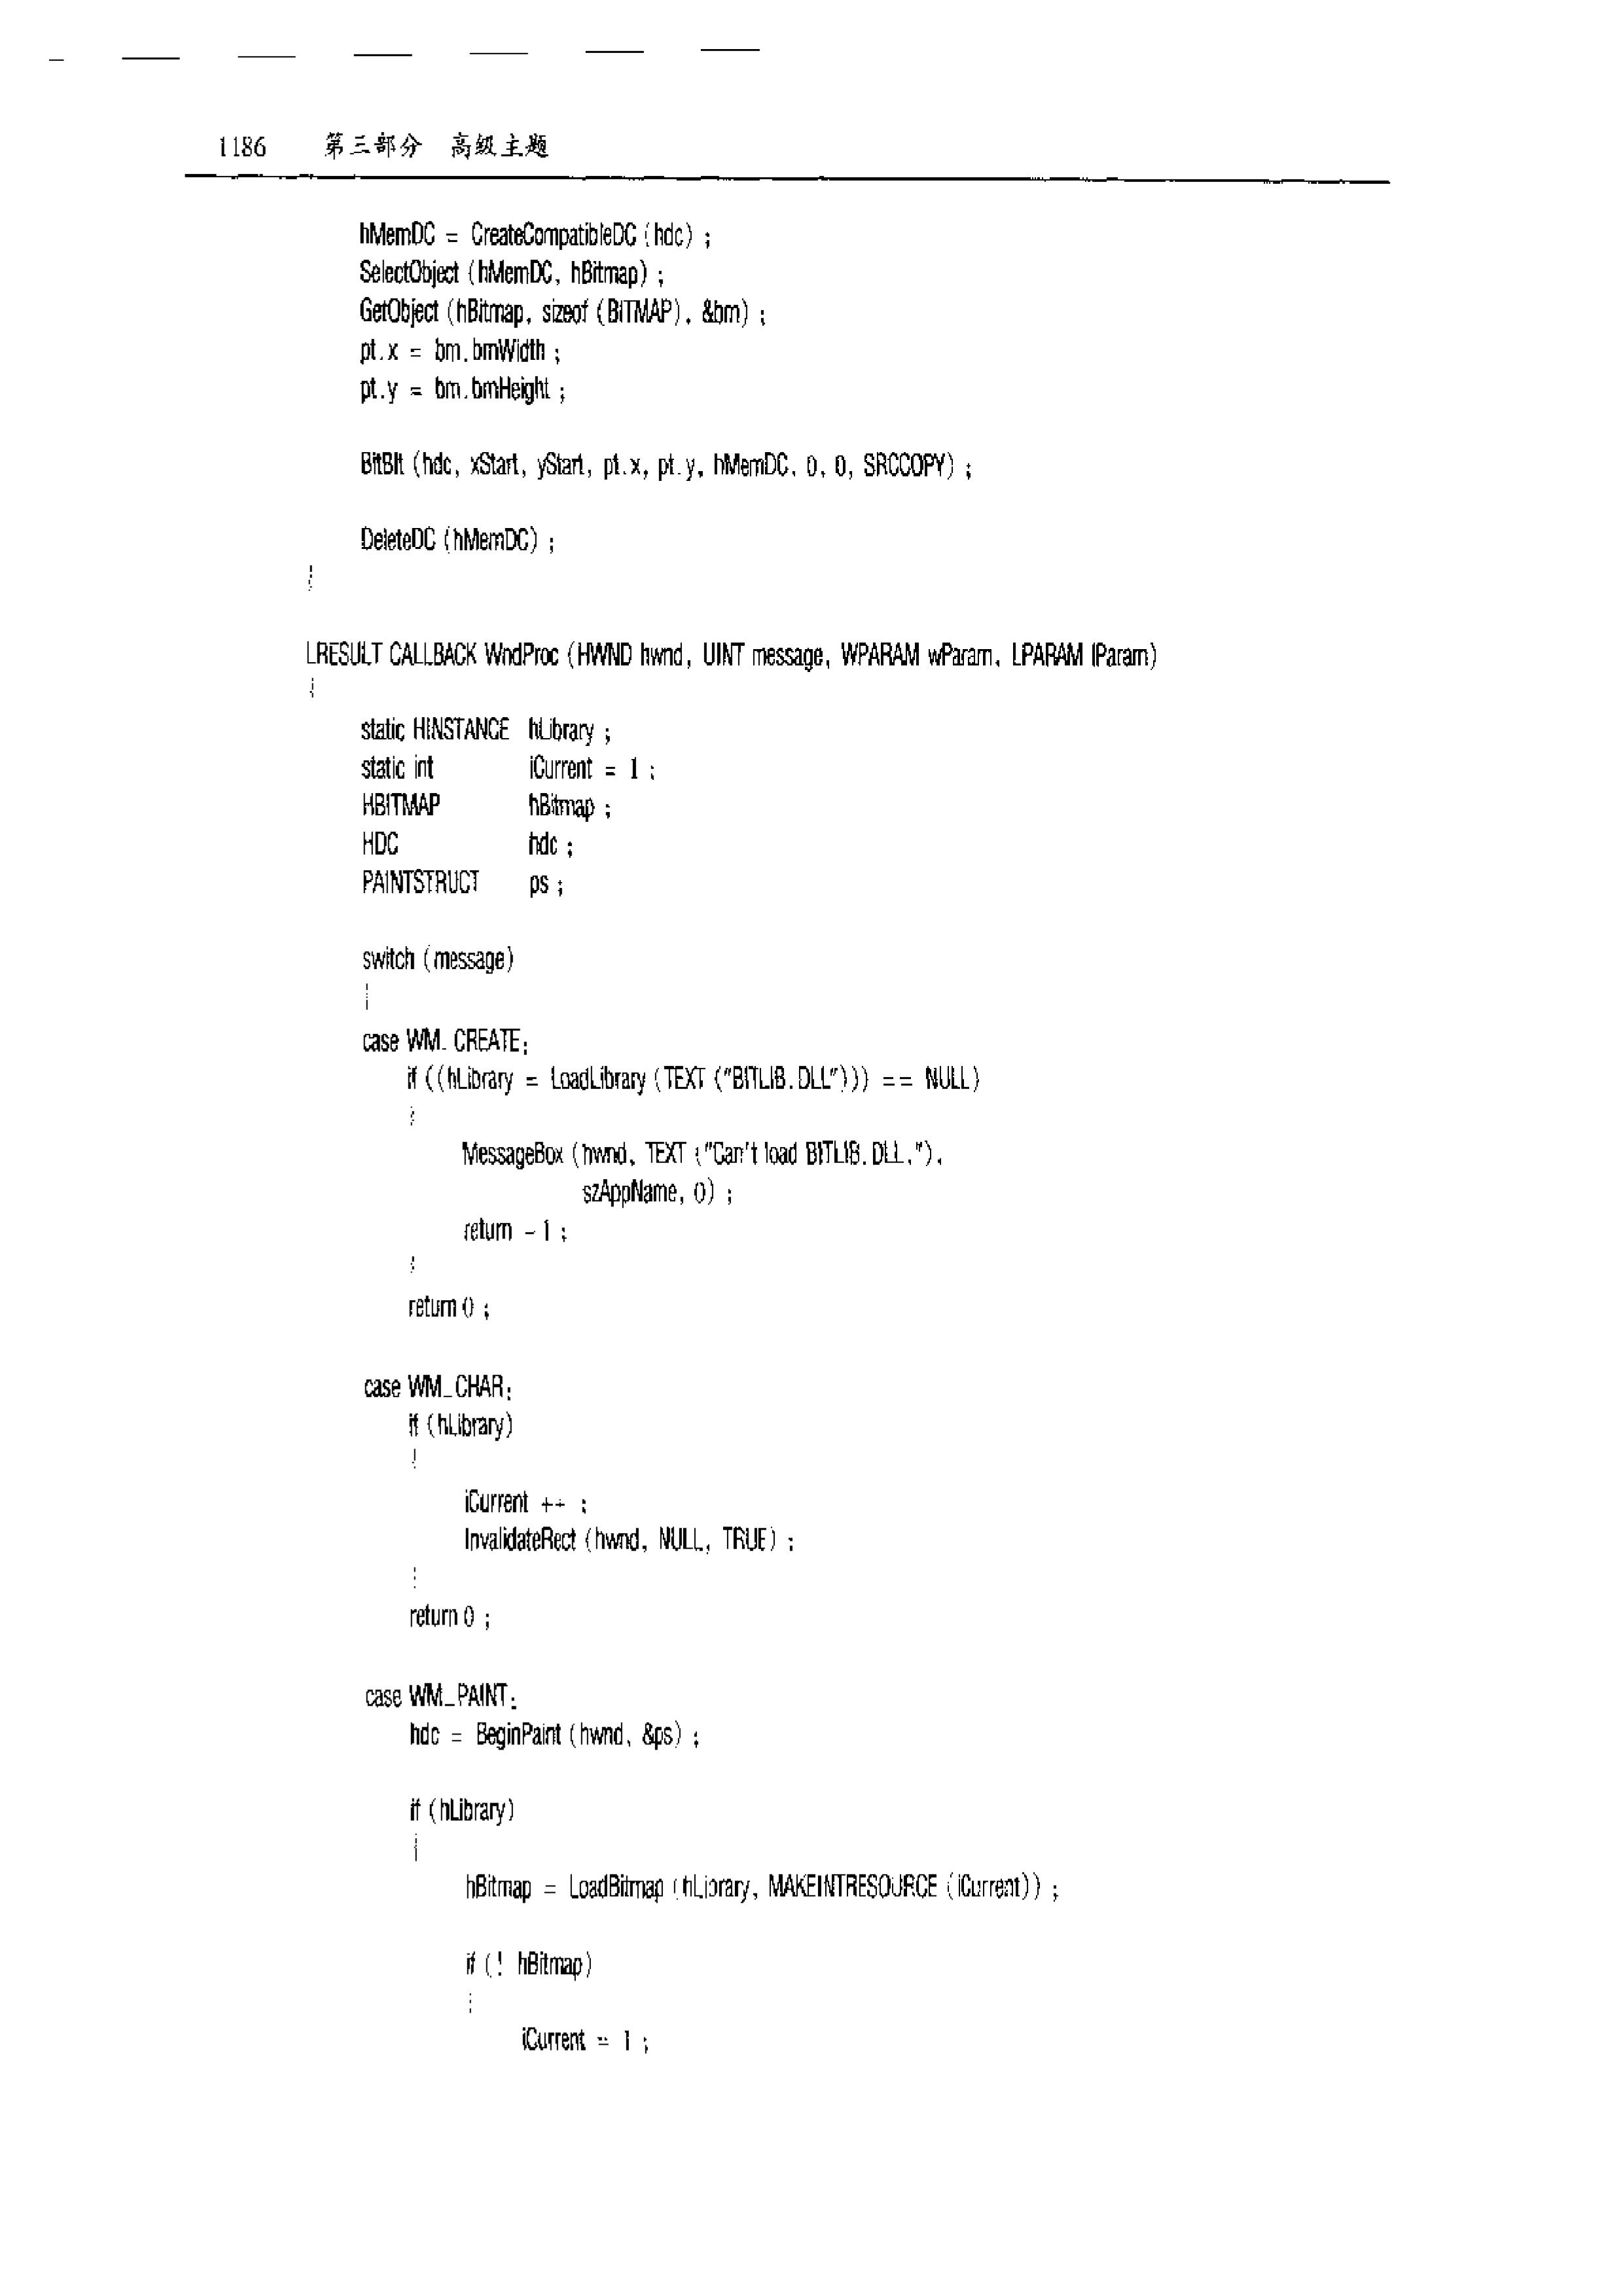 1186 第三部分 高级主题
hMemDC = CreateCompatibleDC (hdc) ;
SelectObject (hMemDC, hBitmap) ;
GetObject (hBitmap, sizeof (BITMAP), &bm) ;
pt.x = bm.bmWidth ;
pt.y = bm.bmHeight ;
BitBlt (hdc, xStart, yStart, pt.x, pt.y, hMemDC, 0, 0, SRCCOPY) ;
DeleteDC (hMemDC) ;
}
LRESULT CALLBACK WndProc (HWND hwnd, UINT message, WPARAM wParam, LPARAM lParam)
{
static HINSTANCE hLibrary ;
static int iCurrent = 1 ;
HBITMAP hBitmap ;
HDC hdc ;
PAINTSTRUCT ps ;
switch (message)
{
case WM_CREATE:
if ((hLibrary = LoadLibrary (TEXT ("BITLIB.DLL"))) == NULL)
{
MessageBox (hwnd, TEXT ("Can't load BITLIB.DLL."),
szAppName, 0) ;
return -1 ;
}
return 0 ;
case WM_CHAR:
if (hLibrary)
{
iCurrent ++ ;
InvalidateRect (hwnd, NULL, TRUE) ;
}
return 0 ;
case WM_PAINT:
hdc = BeginPaint (hwnd, &ps) ;
if (hLibrary)
{
hBitmap = LoadBitmap (hLibrary, MAKEINTRESOURCE (iCurrent)) ;
if (! hBitmap)
{
iCurrent = 1 ;